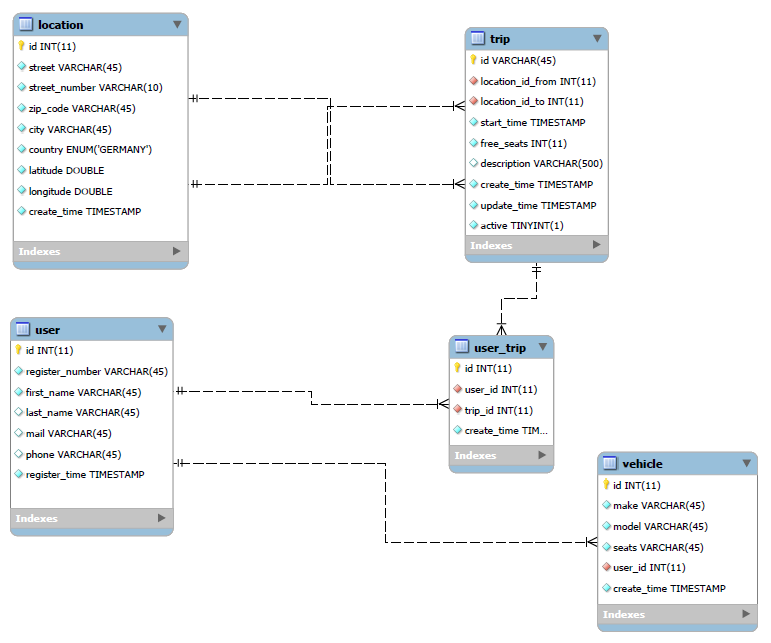 location
id INT(11)
street VARCHAR(45)
street_number VARCHAR(10)
zip_code VARCHAR(45)
city VARCHAR(45)
country ENUM('GERMANY')
latitude DOUBLE
longitude DOUBLE
create_time TIMESTAMP
Indexes
trip
id VARCHAR(45)
location_id_from INT(11)
location_id_to INT(11)
start_time TIMESTAMP
free_seats INT(11)
description VARCHAR(500)
create_time TIMESTAMP
update_time TIMESTAMP
active TINYINT(1)
Indexes
user
id INT(11)
register_number VARCHAR(45)
first_name VARCHAR(45)
last_name VARCHAR(45)
mail VARCHAR(45)
phone VARCHAR(45)
register_time TIMESTAMP
Indexes
user_trip
id INT(11)
user_id INT(11)
trip_id INT(11)
create_time TIM...
Indexes
vehicle
id INT(11)
make VARCHAR(45)
model VARCHAR(45)
seats VARCHAR(45)
user_id INT(11)
create_time TIMESTAMP
Indexes